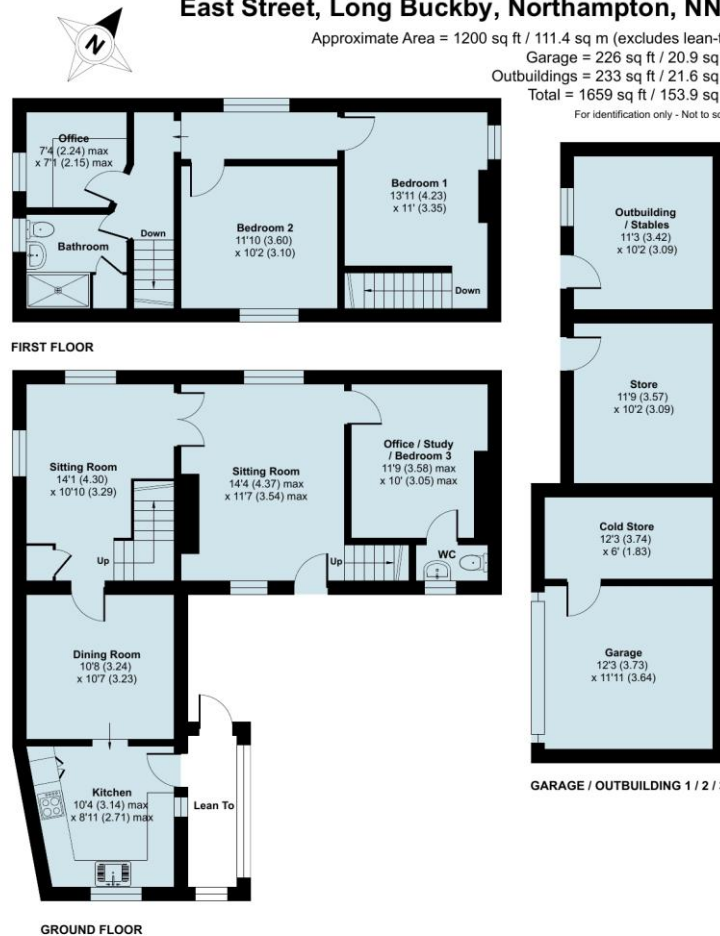 East Street, Long Buckby, Northampton, NN
Approximate Area = 1200 sq ft / 111.4 sq m (excludes lean-t
Garage = 226 sq ft / 20.9 sq
Outbuildings = 233 sq ft / 21.6 sq
Total = 1659 sq ft / 153.9 sq
For identification only - Not to sc
N
Office
7'4 (2.24) max
x 7'1 (2.15) max
Bathroom
Down
Bedroom 2
11'10 (3.60)
x 10'2 (3.10)
Bedroom 1
13'11 (4.23)
x 11' (3.35)
Down
FIRST FLOOR
Outbuilding
/ Stables
11'3 (3.42)
x 10'2 (3.09)
Store
11'9 (3.57)
x 10'2 (3.09)
Cold Store
12'3 (3.74)
x 6' (1.83)
Garage
12'3 (3.73)
x 11'11 (3.64)
GARAGE / OUTBUILDING 1 / 2 / 3
Sitting Room
14'1 (4.30)
x 10'10 (3.29)
Up
Sitting Room
14'4 (4.37) max
x 11'7 (3.54) max
Office / Study
/ Bedroom 3
11'9 (3.58) max
x 10' (3.05) max
Up
WC
Dining Room
10'8 (3.24)
x 10'7 (3.23)
Kitchen
10'4 (3.14) max
x 8'11 (2.71) max
Lean To
GROUND FLOOR